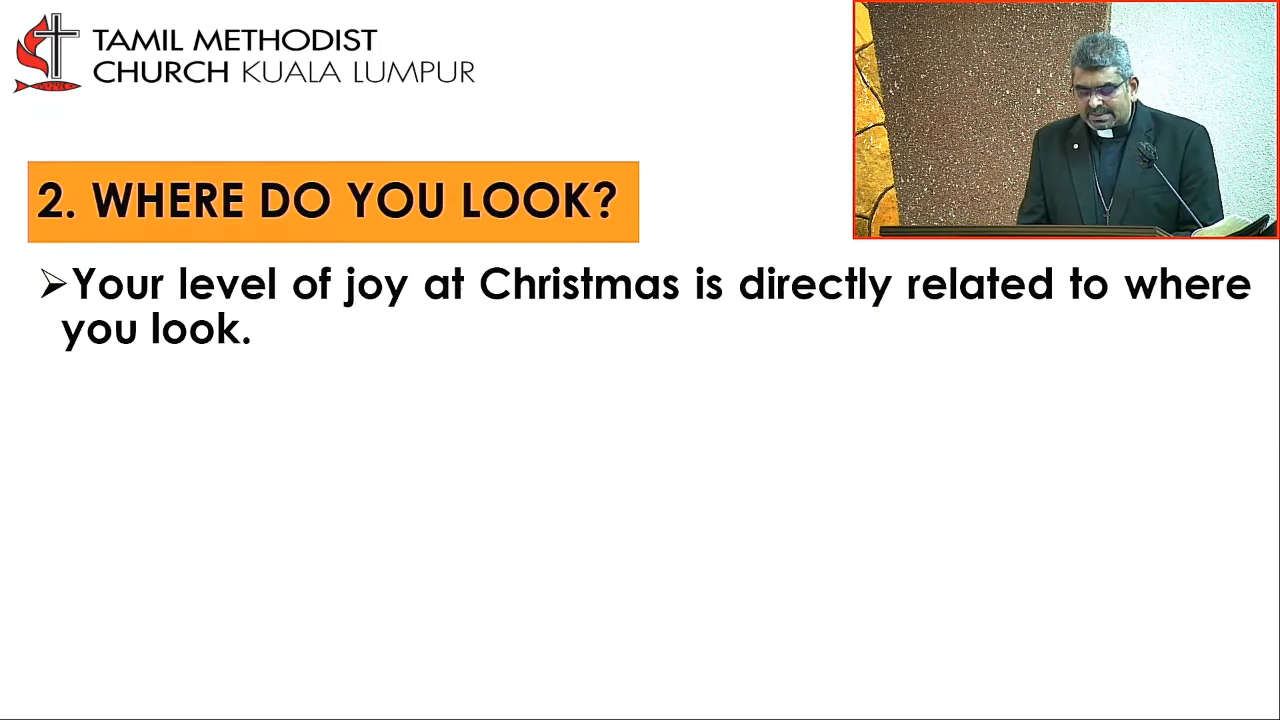 TAMIL METHODIST
CHURCH KUALA LUMPUR
2. WHERE DO YOU LOOK?
➢Your level of joy at Christmas is directly related to where
you look.